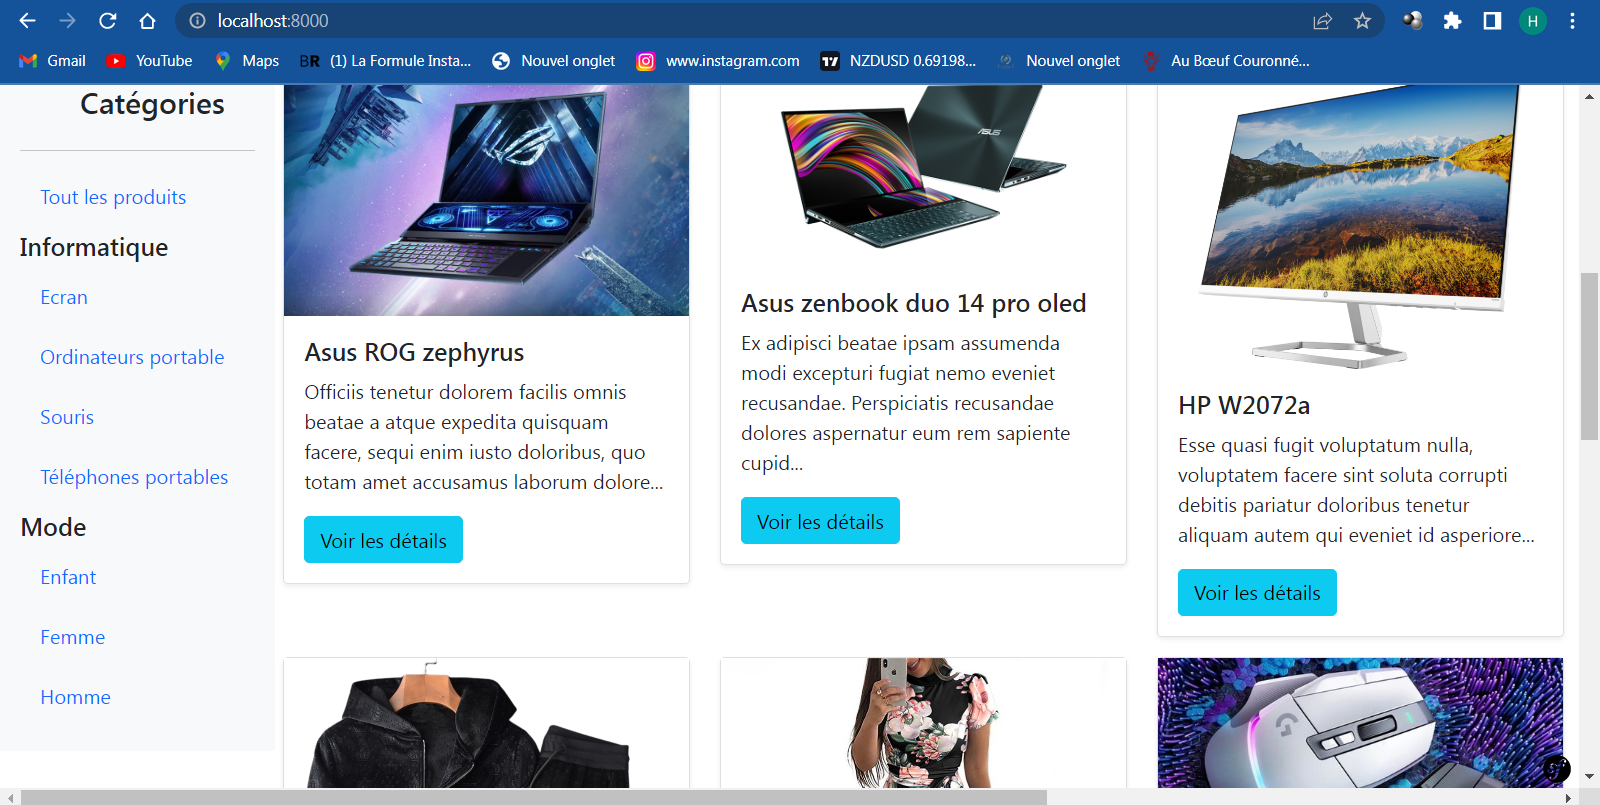 localhost:8000
H
Gmail
YouTube
Maps
BR
(1) La Formule Insta...
Nouvel onglet
www.instagram.com
NZDUSD 0.69198...
Nouvel onglet
Au Bœuf Couronné...
Catégories
Tout les produits
Informatique
Ecran
Ordinateurs portable
Souris
Téléphones portables
Mode
Enfant
Femme
Homme
Asus ROG zephyrus
Officiis tenetur dolorem facilis omnis
beatae a atque expedita quisquam
facere, sequi enim iusto doloribus, quo
totam amet accusamus laborum dolore...
Voir les détails
ASUS
Asus zenbook duo 14 pro oled
Ex adipisci beatae ipsam assumenda
modi excepturi fugiat nemo eveniet
recusandae. Perspiciatis recusandae
dolores aspernatur eum rem sapiente
cupid...
Voir les détails
HP W2072a
Esse quasi fugit voluptatum nulla,
voluptatem facere sint soluta corrupti
debitis pariatur doloribus tenetur
aliquam autem qui eveniet id asperiore...
Voir les détails
G
sf